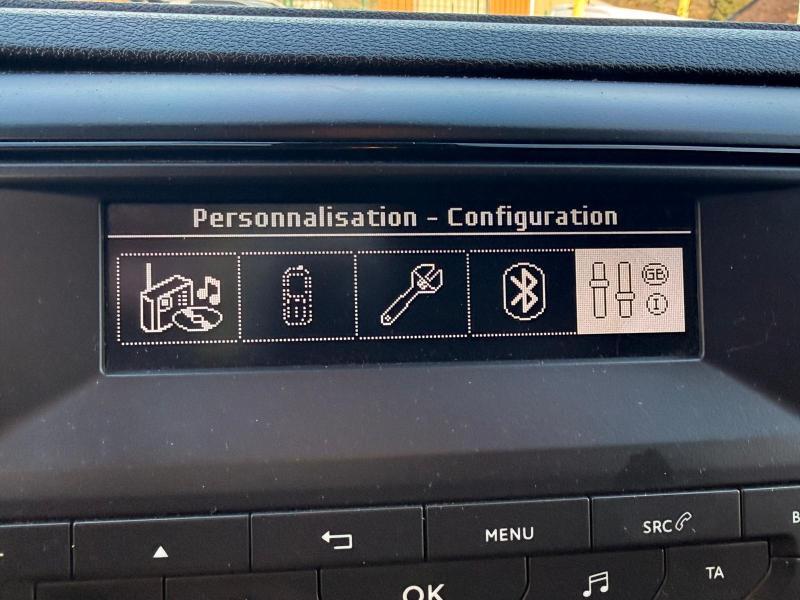 Personnalisation - Configuration
GB
I
MENU
SRC
B
OK
TA